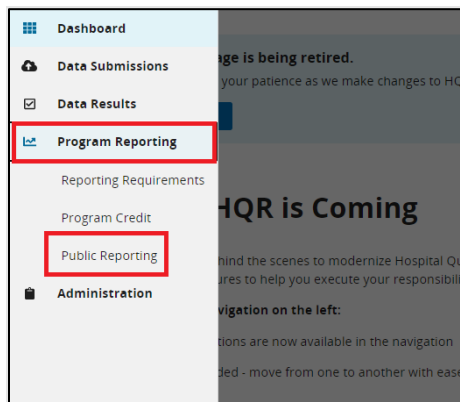 Dashboard
age is being retired.
Data Submissions
your patience as we make changes to HQ
Data Results
Program Reporting
Reporting Requirements
HQR is Coming
Program Credit
Public Reporting
hind the scenes to modernize Hospital Qu
ures to help you execute your responsibili
Administration
vigation on the left:
tions are now available in the navigation
ded - move from one to another with ease